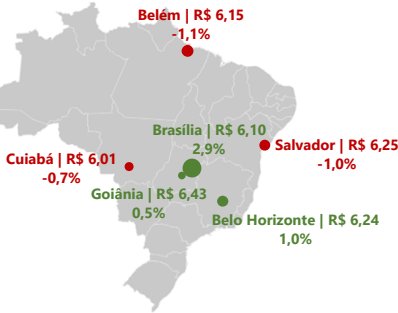 Belém | R$ 6,15
-1,1%
Brasília | R$ 6,10
2,9%
Salvador | R$ 6,25
-1,0%
Cuiabá | R$ 6,01
-0,7%
Goiânia | R$ 6,43
0,5%
Belo Horizonte | R$ 6,24
1,0%